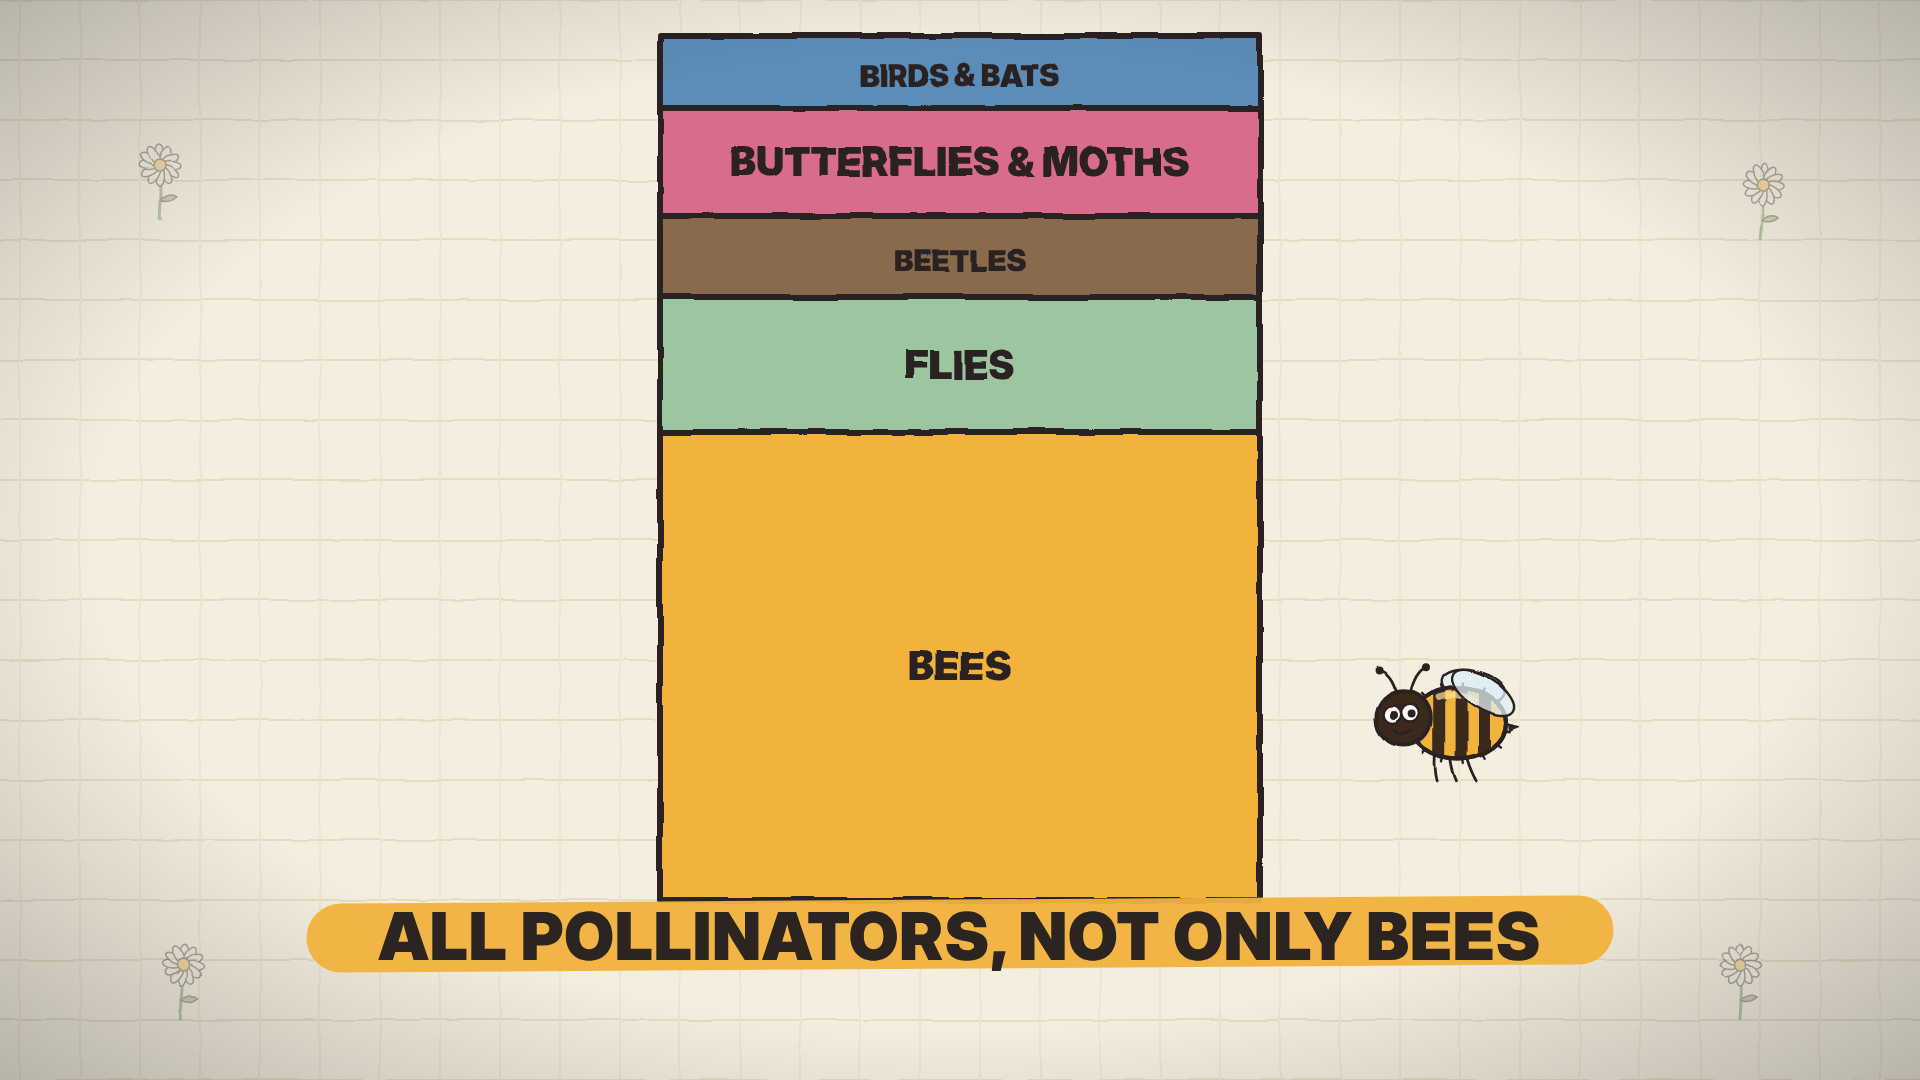 BIRDS & BATS
BUTTERFLIES & MOTHS
BEETLES
FLIES
BEES
ALL POLLINATORS, NOT ONLY BEES